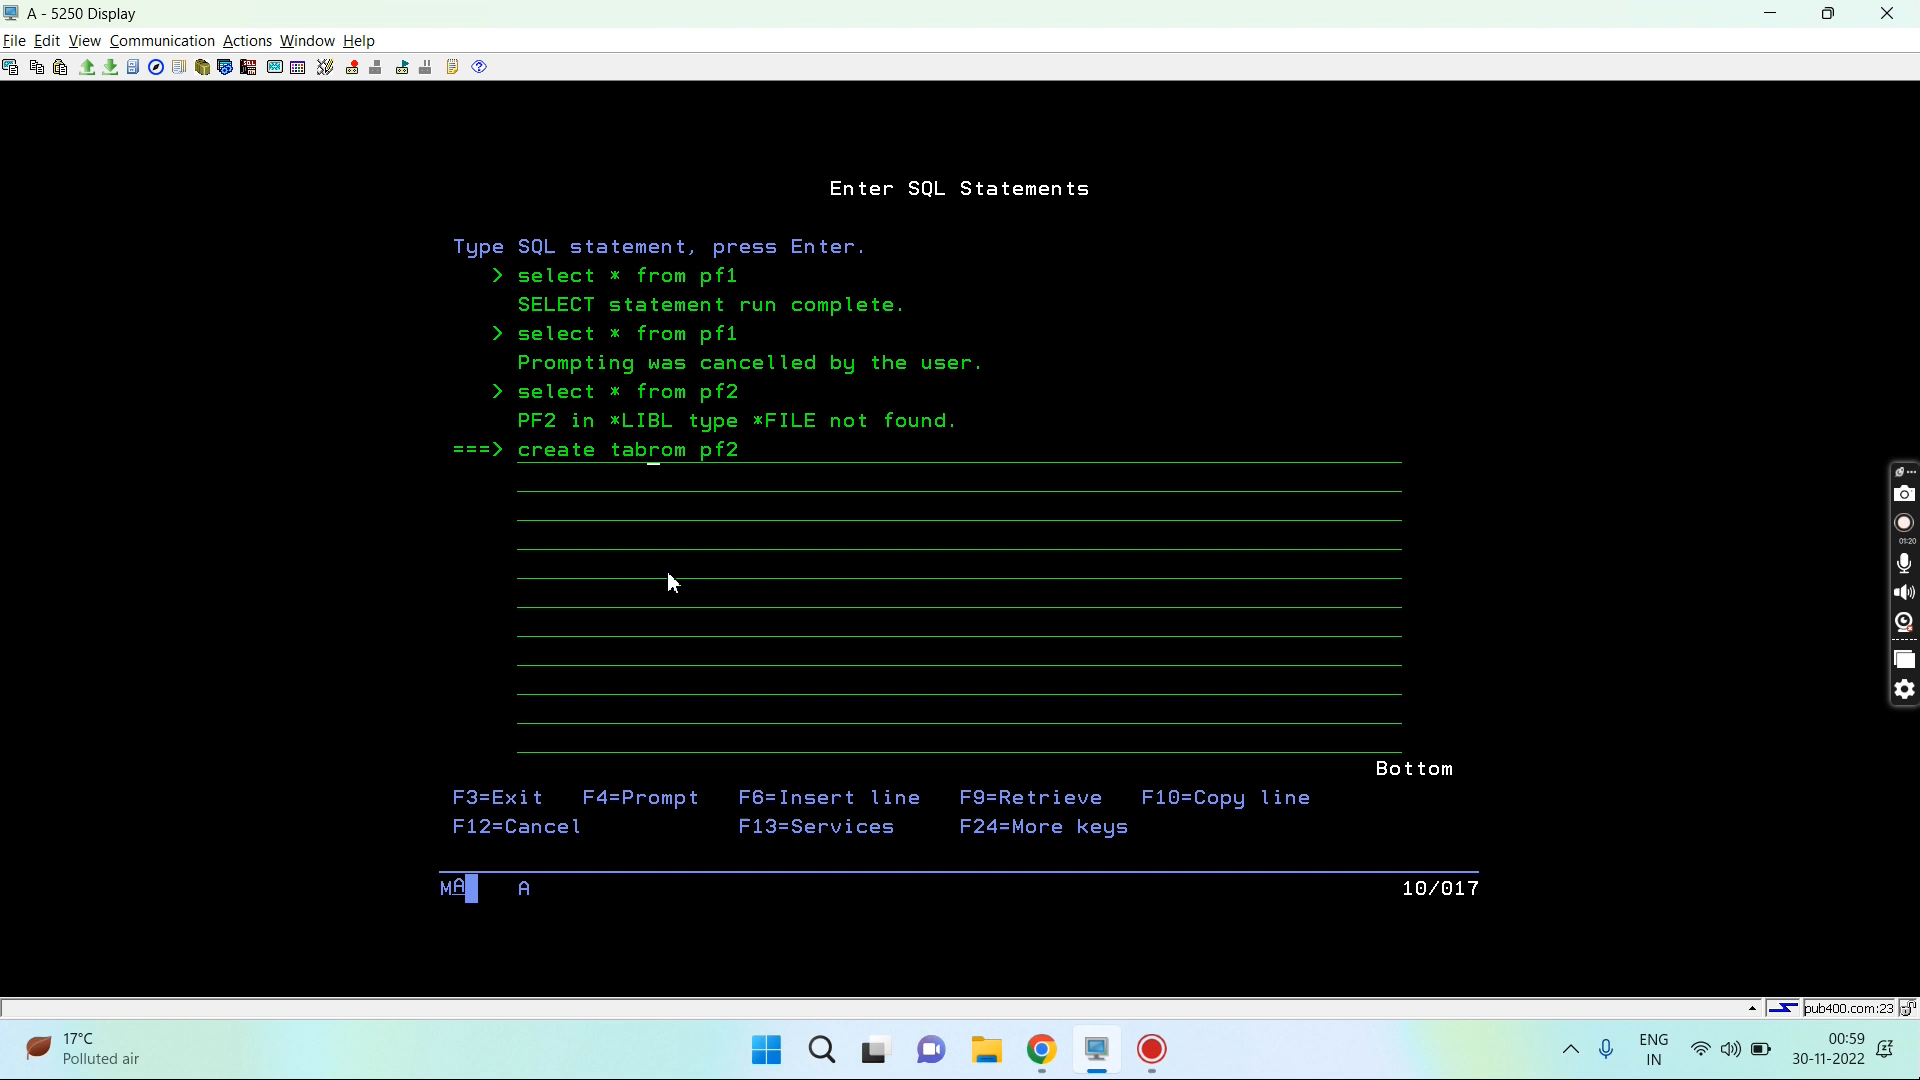 A - 5250 Display
File Edit View Communication Actions Window Help
Enter SQL Statements
Type SQL statement, press Enter.
> select * from pf1
SELECT statement run complete.
> select * from pf1
Prompting was cancelled by the user.
> select * from pf2
PF2 in *LIBL type *FILE not found.
===> create tabrom pf2
01:20
Bottom
F3=Exit F4=Prompt F6=Insert line F9=Retrieve F10=Copy line
F12=Cancel F13=Services F24=More keys
MA A 10/017
pub400.com:23
17°C
Polluted air
ENG
IN
00:59
30-11-2022